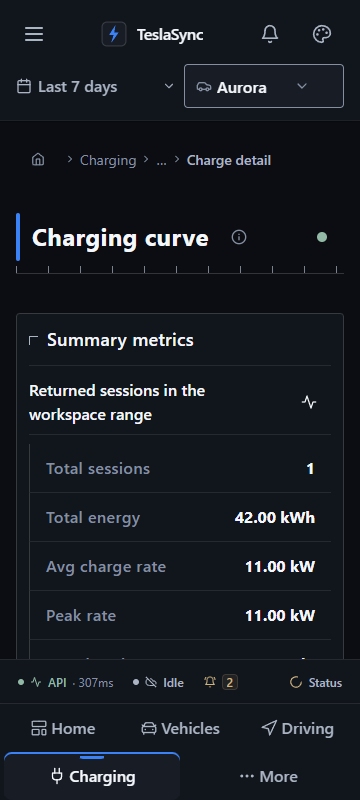 TeslaSync
Last 7 days
Aurora
Charging
...
Charge detail
Charging curve
Summary metrics
Returned sessions in the
workspace range
Total sessions 1
Total energy 42.00 kWh
Avg charge rate 11.00 kW
Peak rate 11.00 kW
API · 307ms Idle 2 Status
Home Vehicles Driving
Charging More